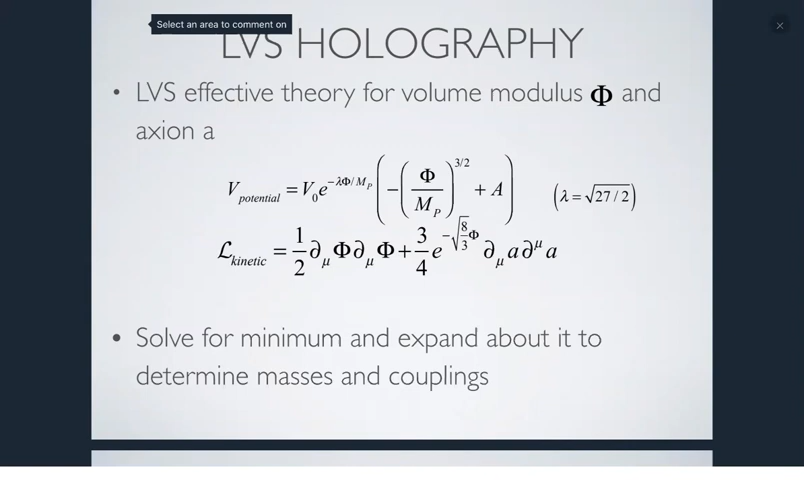 Select an area to comment on
LVS HOLOGRAPHY
• LVS effective theory for volume modulus Φ and
axion a
V_potential = V_0 e^{-λΦ/M_P} ( -(Φ/M_P)^{3/2} + A ) (λ = √(27/2))
ℒ_kinetic = 1/2 ∂_μ Φ ∂_μ Φ + 3/4 e^{-√(8/3) Φ} ∂_μ a ∂^μ a
• Solve for minimum and expand about it to
determine masses and couplings